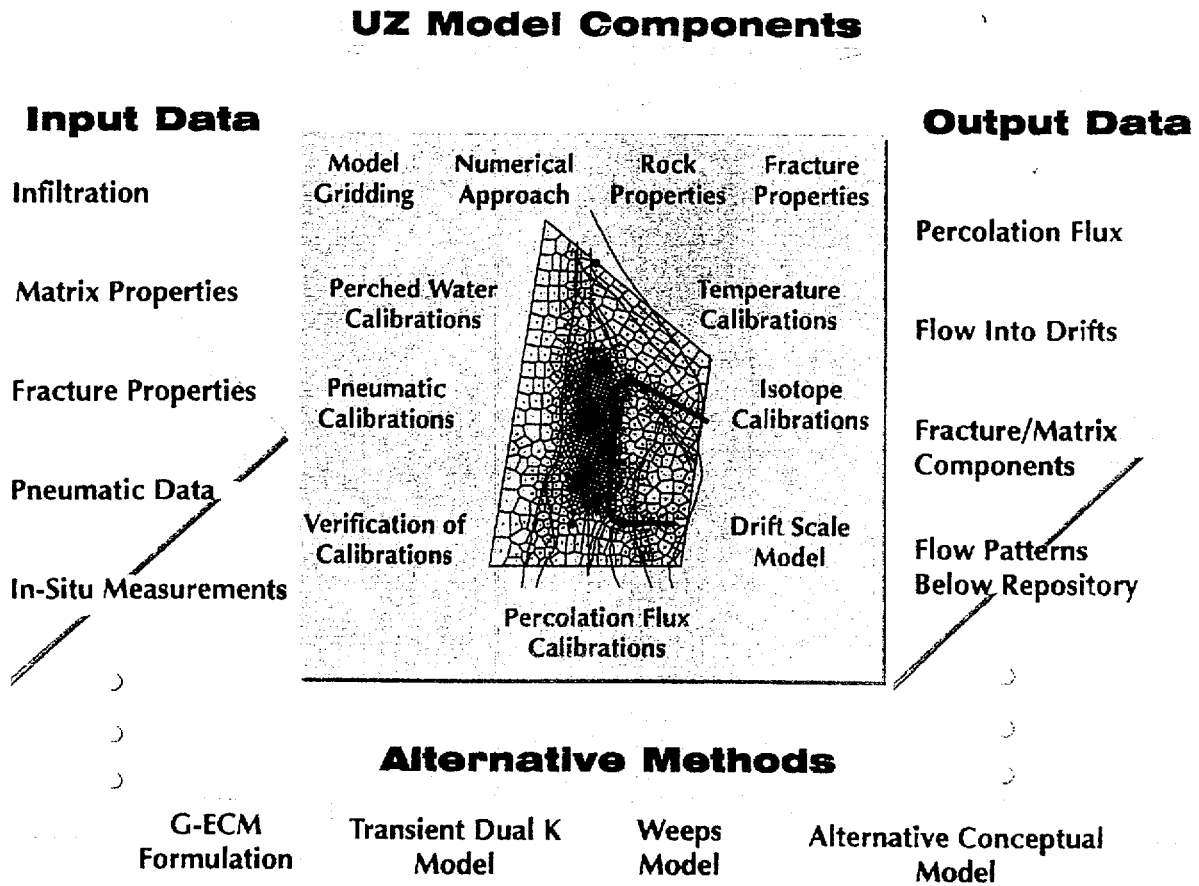 UZ Model Components
Input Data
Infiltration
Matrix Properties
Fracture Properties
Pneumatic Data
In-Situ Measurements
Model
Gridding
Numerical
Approach
Rock
Properties
Fracture
Properties
Perched Water
Calibrations
Temperature
Calibrations
Pneumatic
Calibrations
Isotope
Calibrations
Verification of
Calibrations
Drift Scale
Model
Percolation Flux
Calibrations
Output Data
Percolation Flux
Flow Into Drifts
Fracture/Matrix
Components
Flow Patterns
Below Repository
Alternative Methods
G-ECM
Formulation
Transient Dual K
Model
Weeps
Model
Alternative Conceptual
Model